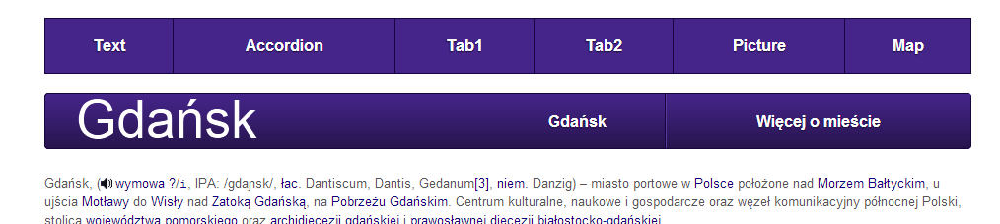 Text Accordion Tab1 Tab2 Picture Map
Gdańsk Gdańsk Więcej o mieście
Gdańsk, (wymowa ?/i, IPA: /gdaɲsk/, łac. Dantiscum, Dantis, Gedanum[3], niem. Danzig) – miasto portowe w Polsce położone nad Morzem Bałtyckim, u
ujścia Motławy do Wisły nad Zatoką Gdańską, na Pobrzeżu Gdańskim. Centrum kulturalne, naukowe i gospodarcze oraz węzeł komunikacyjny północnej Polski,
stolica województwa pomorskiego oraz archidiecezji gdańskiej i prawosławnej diecezji białostocko-gdańskiej.